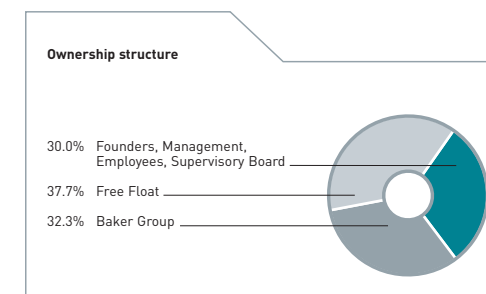 Ownership structure
30.0% Founders, Management,
Employees, Supervisory Board
37.7% Free Float
32.3% Baker Group